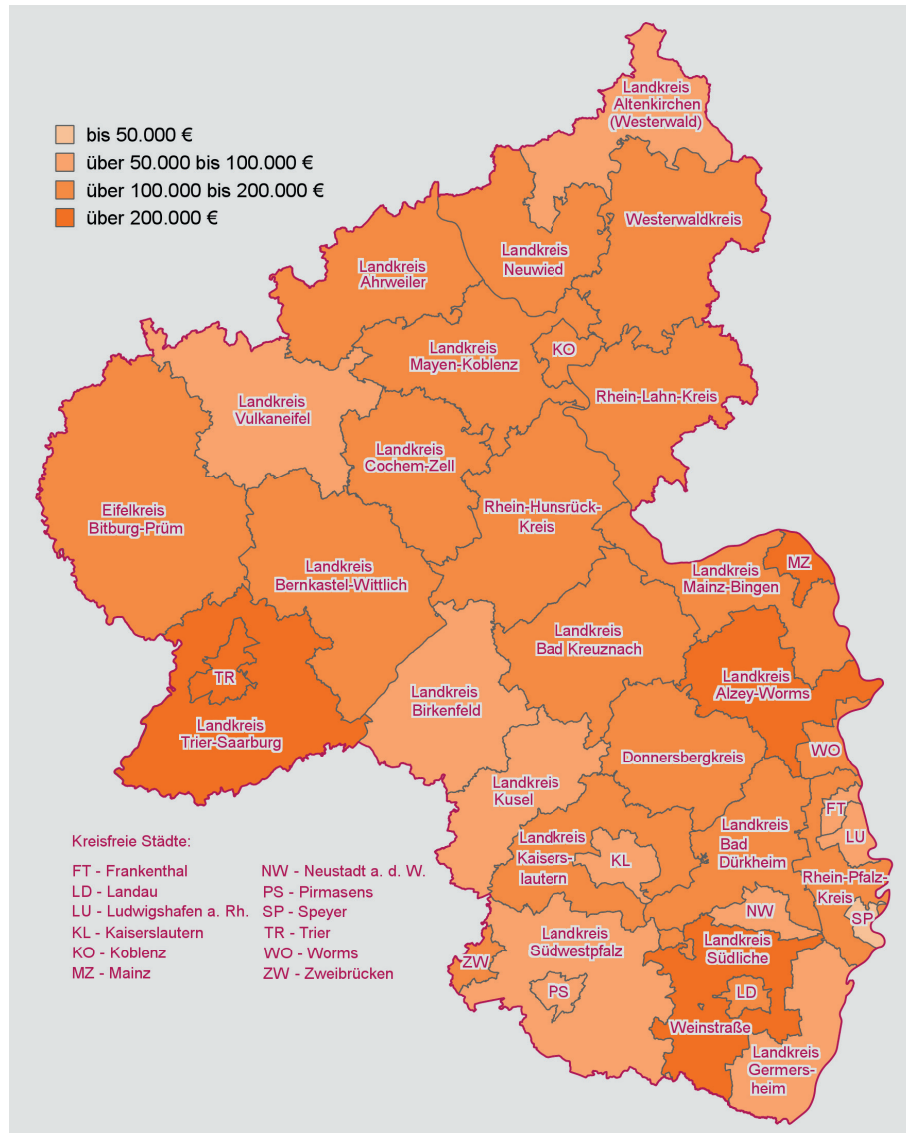 bis 50.000 €
über 50.000 bis 100.000 €
über 100.000 bis 200.000 €
über 200.000 €
Landkreis
Altenkirchen
(Westerwald)
Westerwaldkreis
Landkreis
Neuwied
Landkreis
Ahrweiler
Landkreis
Mayen-Koblenz
KO
Rhein-Lahn-Kreis
Landkreis
Vulkaneifel
Landkreis
Cochem-Zell
Eifelkreis
Bitburg-Prüm
Rhein-Hunsrück-
Kreis
Landkreis
Bernkastel-Wittlich
Landkreis
Mainz-Bingen
MZ
Landkreis
Bad Kreuznach
TR
Landkreis
Trier-Saarburg
Landkreis
Birkenfeld
Landkreis
Alzey-Worms
WO
Donnersbergkreis
Landkreis
Kusel
FT
LU
Landkreis
Kaisers-
lautern
KL
Landkreis
Bad
Dürkheim
Rhein-Pfalz-
Kreis
NW
SP
Landkreis
Südwestpfalz
Landkreis
Südliche
Weinstraße
ZW
PS
LD
Landkreis
Germers-
heim
Kreisfreie Städte:
FT - Frankenthal
LD - Landau
LU - Ludwigshafen a. Rh.
KL - Kaiserslautern
KO - Koblenz
MZ - Mainz
NW - Neustadt a. d. W.
PS - Pirmasens
SP - Speyer
TR - Trier
WO - Worms
ZW - Zweibrücken